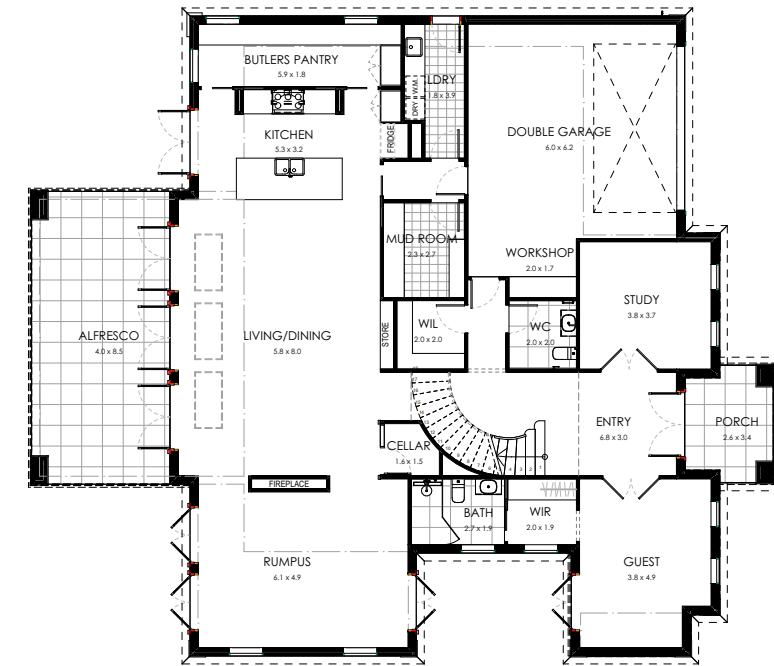 BUTLERS PANTRY
5.9 x 1.8
LDRY
1.8 x 3.9
DRY
W.M.
DOUBLE GARAGE
6.0 x 6.2
KITCHEN
5.3 x 3.2
FRIDGE
MUD ROOM
2.3 x 2.7
WORKSHOP
2.0 x 1.7
STUDY
3.8 x 3.7
ALFRESCO
4.0 x 8.5
LIVING/DINING
5.8 x 8.0
STORE
WIL
2.0 x 2.0
WC
2.0 x 2.0
ENTRY
6.8 x 3.0
PORCH
2.6 x 3.4
CELLAR
1.6 x 1.5
FIREPLACE
BATH
2.7 x 1.9
WIR
2.0 x 1.9
RUMPUS
6.1 x 4.9
GUEST
3.8 x 4.9